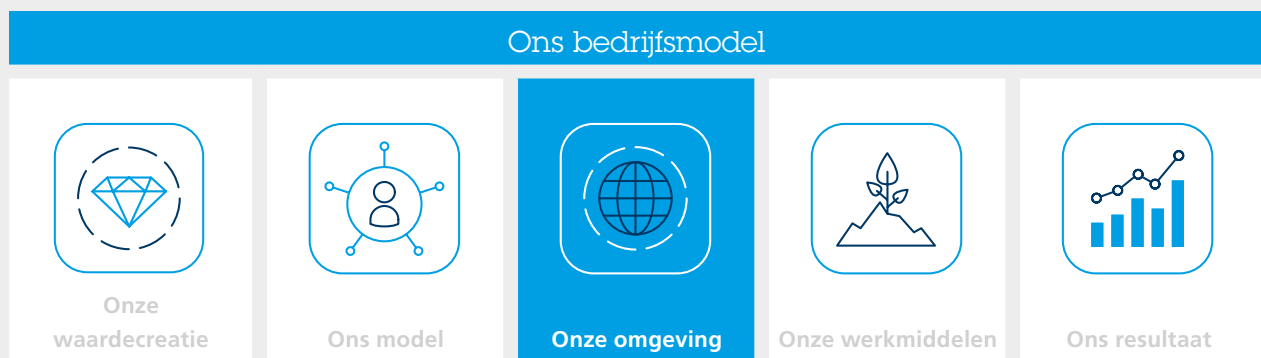 Ons bedrijfsmodel
Onze
waardecreatie
Ons model
Onze omgeving
Onze werkmiddelen
Ons resultaat